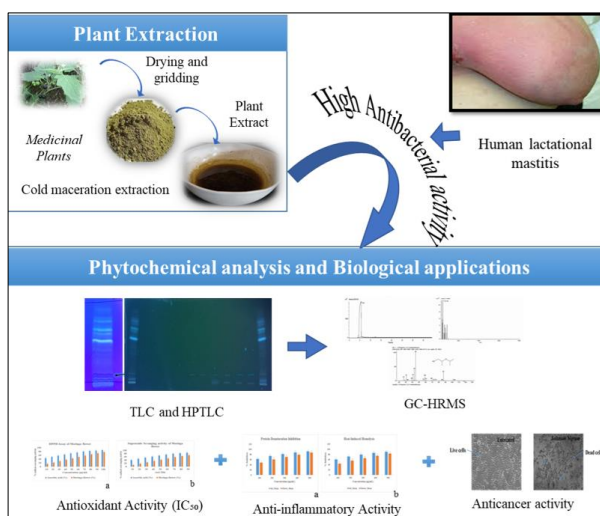 Plant Extraction
Drying and
gridding
Plant
Extract
Medicinal
Plants
Cold maceration extraction
High Antibacterial activity
Human lactational
mastitis
Phytochemical analysis and Biological applications
TLC and HPTLC
GC-HRMS
a
b
a
b
Live cells
Dead cells
Antioxidant Activity (IC₅₀)
Anti-inflammatory Activity
Anticancer activity